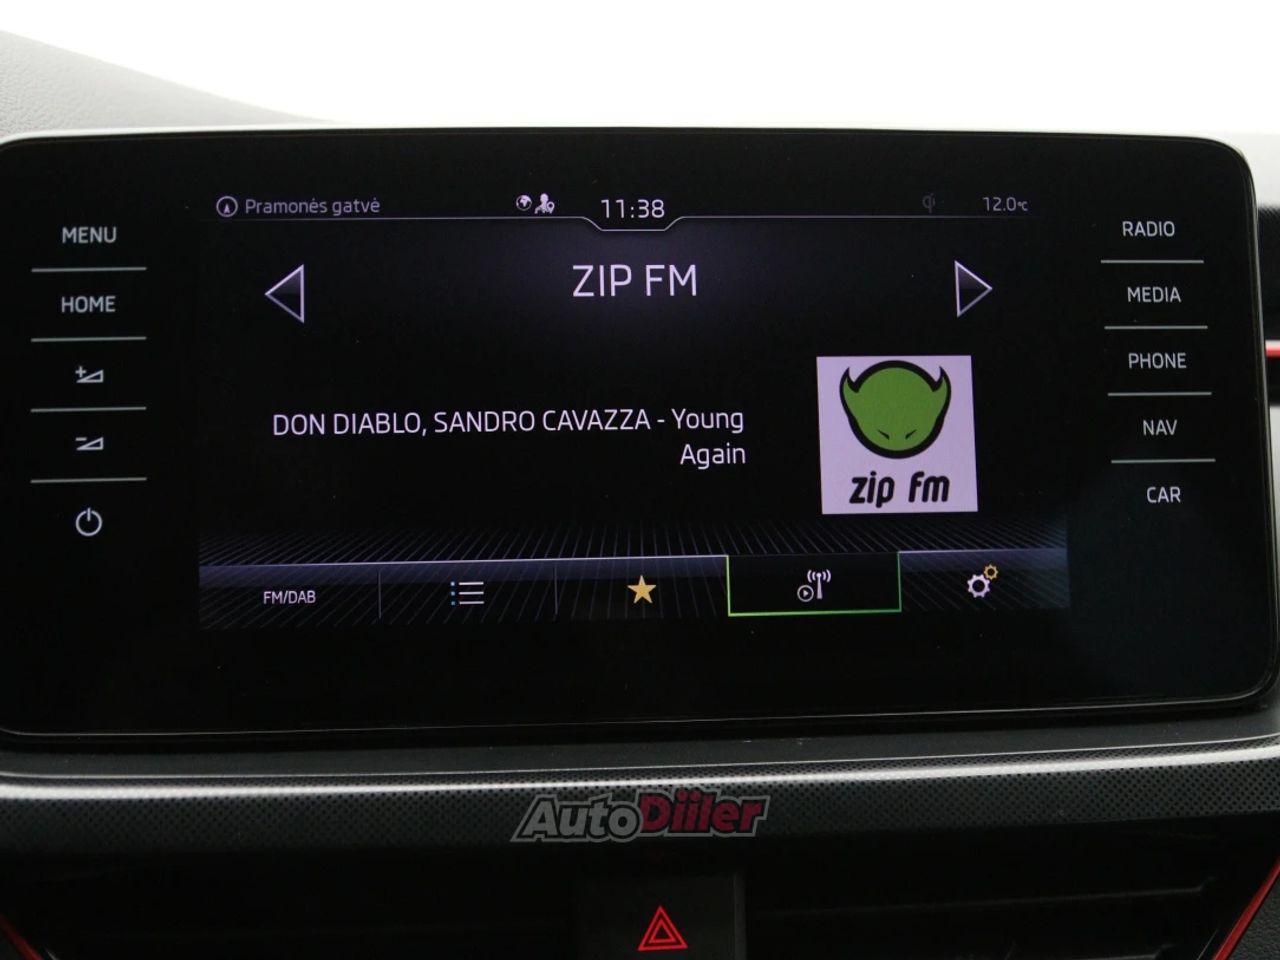 Pramonės gatvė
11:38
12.0°C
MENU
HOME
ZIP FM
DON DIABLO, SANDRO CAVAZZA - Young
Again
zip fm
FM/DAB
RADIO
MEDIA
PHONE
NAV
CAR
AutoDiiler